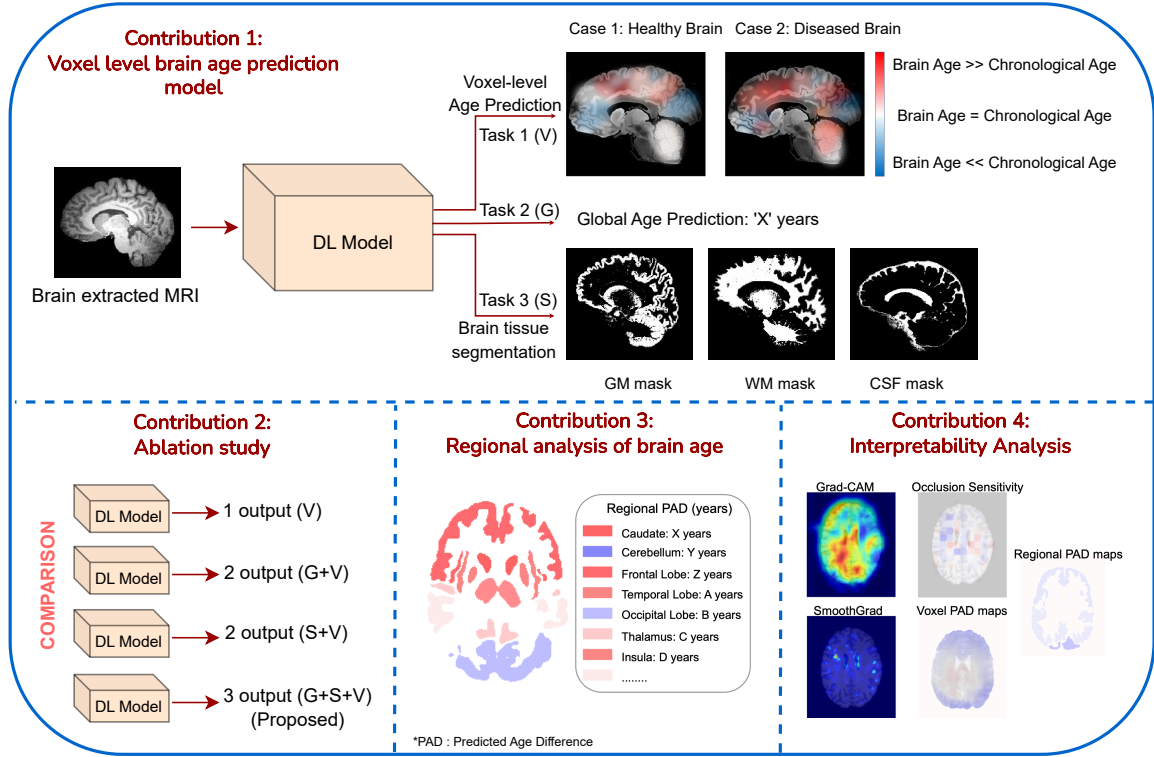 Contribution 1:
Voxel level brain age prediction
model
Brain extracted MRI
DL Model
Voxel-level
Age Prediction
Task 1 (V)
Task 2 (G)
Task 3 (S)
Brain tissue
segmentation
Case 1: Healthy Brain
Case 2: Diseased Brain
Brain Age >> Chronological Age
Brain Age = Chronological Age
Brain Age << Chronological Age
Global Age Prediction: 'X' years
GM mask
WM mask
CSF mask
Contribution 2:
Ablation study
COMPARISON
DL Model
1 output (V)
DL Model
2 output (G+V)
DL Model
2 output (S+V)
DL Model
3 output (G+S+V)
(Proposed)
Contribution 3:
Regional analysis of brain age
Regional PAD (years)
Caudate: X years
Cerebellum: Y years
Frontal Lobe: Z years
Temporal Lobe: A years
Occipital Lobe: B years
Thalamus: C years
Insula: D years
........
*PAD : Predicted Age Difference
Contribution 4:
Interpretability Analysis
Grad-CAM
Occlusion Sensitivity
Regional PAD maps
SmoothGrad
Voxel PAD maps